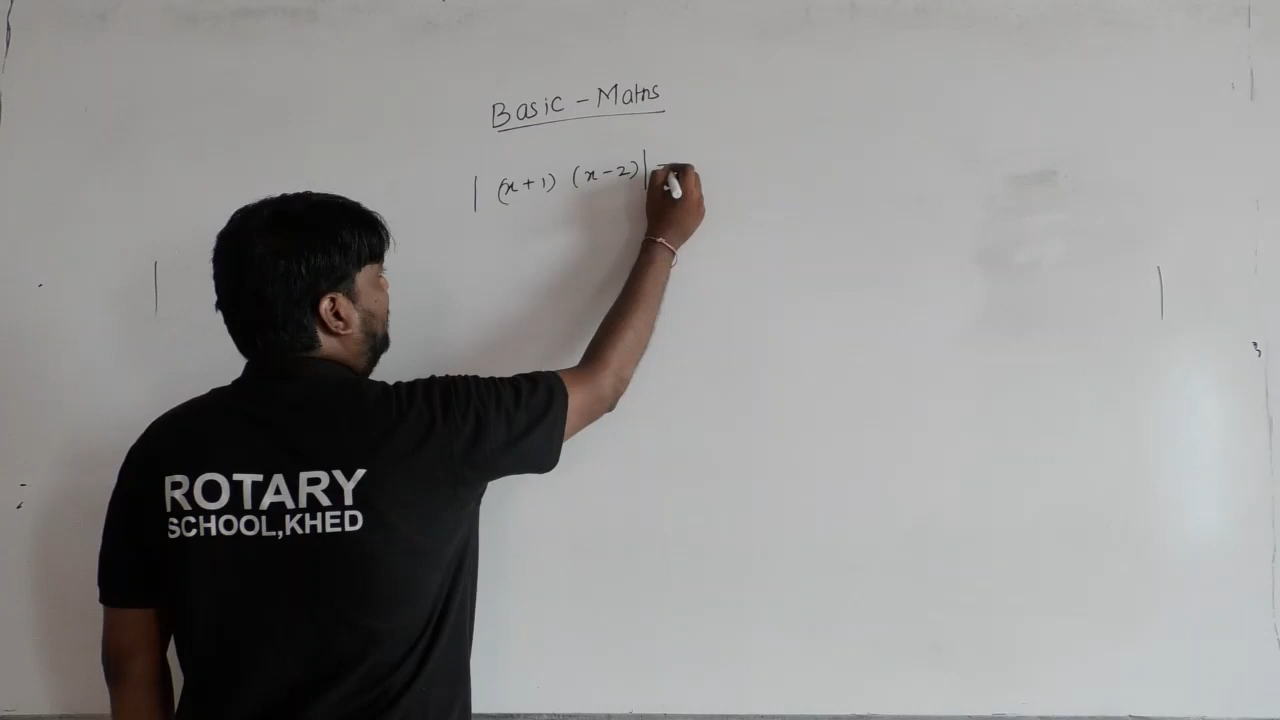 Basic - Maths
| (x+1) (x-2)| =
ROTARY
SCHOOL,KHED